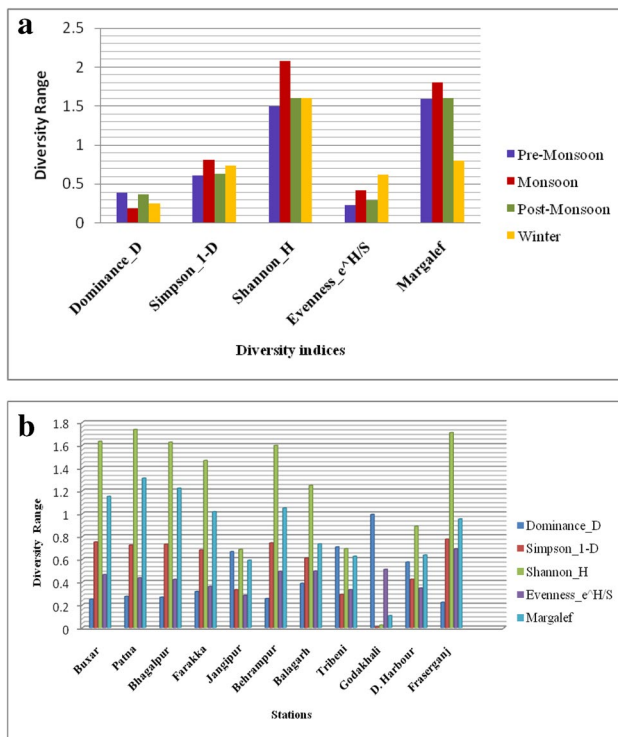 a
2.5
2
1.5
1
0.5
0
Diversity Range
Dominance_D
Simpson_1-D
Shannon_H
Evenness_e^H/S
Margalef
Diversity indices
Pre-Monsoon
Monsoon
Post-Monsoon
Winter
b
1.8
1.6
1.4
1.2
1
0.8
0.6
0.4
0.2
0
Diversity Range
Buxar
Patna
Bhagalpur
Farakka
Jangipur
Behrampur
Balagarh
Tribeni
Godakhali
D. Harbour
Fraserganj
Stations
Dominance_D
Simpson_1-D
Shannon_H
Evenness_e^H/S
Margalef